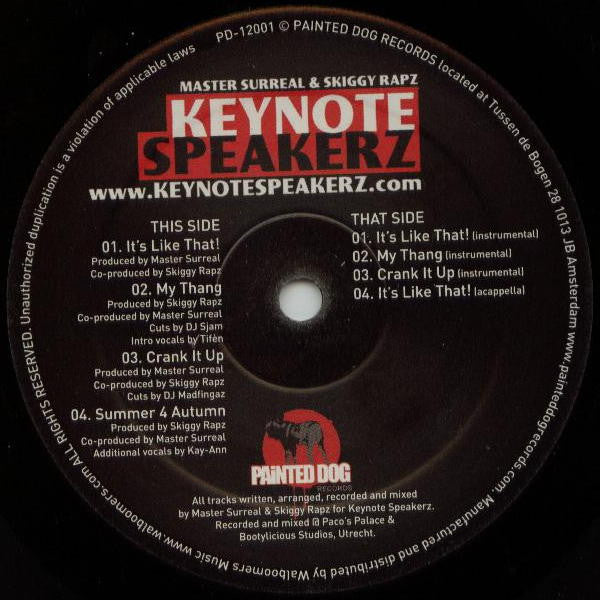 PD-12001 © PAINTED DOG RECORDS located at Tussen de Bogen 28 1013 JB Amsterdam www.painteddogrecords.com. Manufactured and distributed by Walboomers Music www.walboomers.com ALL RIGHTS RESERVED. Unauthorized duplication is a violation of applicable laws
MASTER SURREAL & SKIGGY RAPZ
KEYNOTE
SPEAKERZ
www.KEYNOTESPEAKERZ.com
THIS SIDE
01. It's Like That!
Produced by Master Surreal
Co-produced by Skiggy Rapz
02. My Thang
Produced by Skiggy Rapz
Co-produced by Master Surreal
Cuts by DJ Sjam
Intro vocals by Tifèn
03. Crank It Up
Produced by Master Surreal
Co-produced by Skiggy Rapz
Cuts by DJ Madfingaz
04. Summer 4 Autumn
Produced by Skiggy Rapz
Co-produced by Master Surreal
Additional vocals by Kay-Ann
THAT SIDE
01. It's Like That! (instrumental)
02. My Thang (instrumental)
03. Crank It Up (instrumental)
04. It's Like That! (acappella)
PAiNTED DOG
RECORDS
All tracks written, arranged, recorded and mixed
by Master Surreal & Skiggy Rapz for Keynote Speakerz.
Recorded and mixed @ Paco's Palace &
Bootylicious Studios, Utrecht.